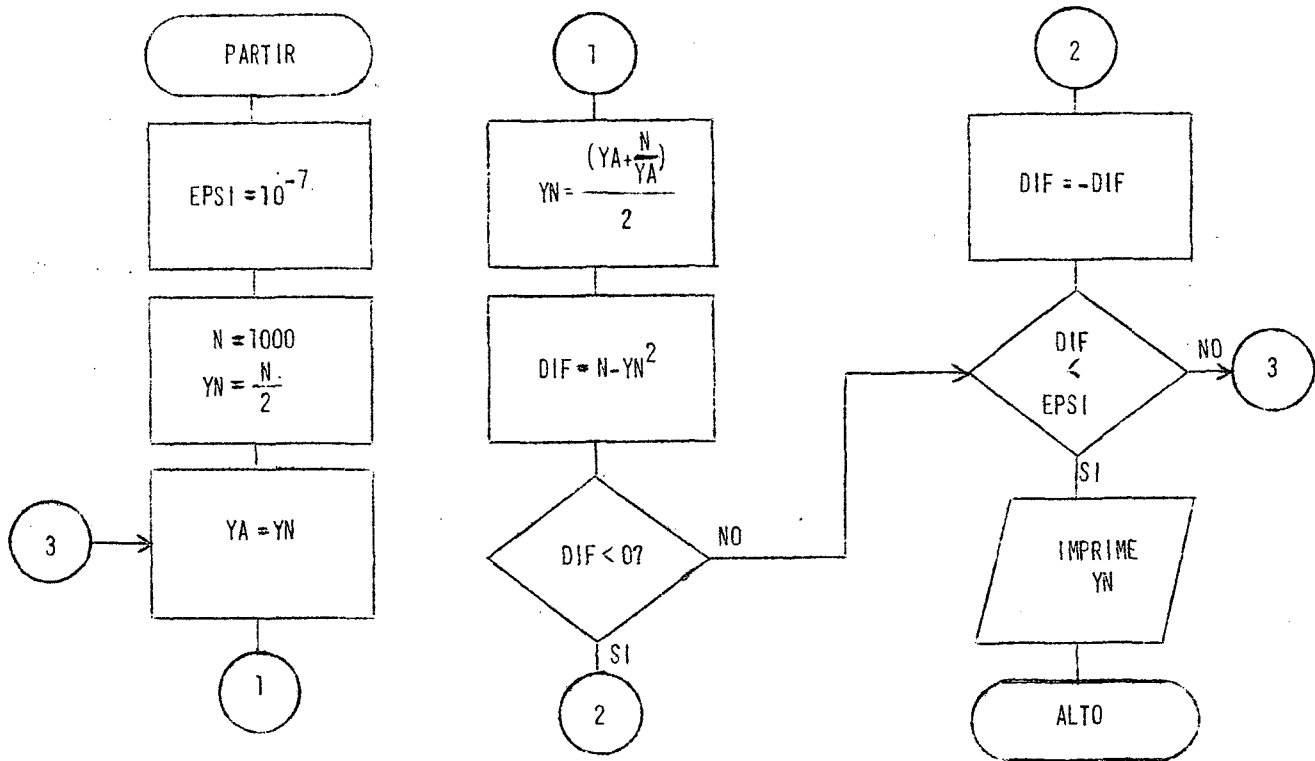 PARTIR
EPSI = 10^-7
N = 1000
YN = N/2
3
YA = YN
1
1
YN = (YA + N/YA)/2
DIF = N - YN^2
DIF < 0?
NO
SI
2
2
DIF = -DIF
DIF
<
EPSI
NO
3
SI
IMPRIME
YN
ALTO